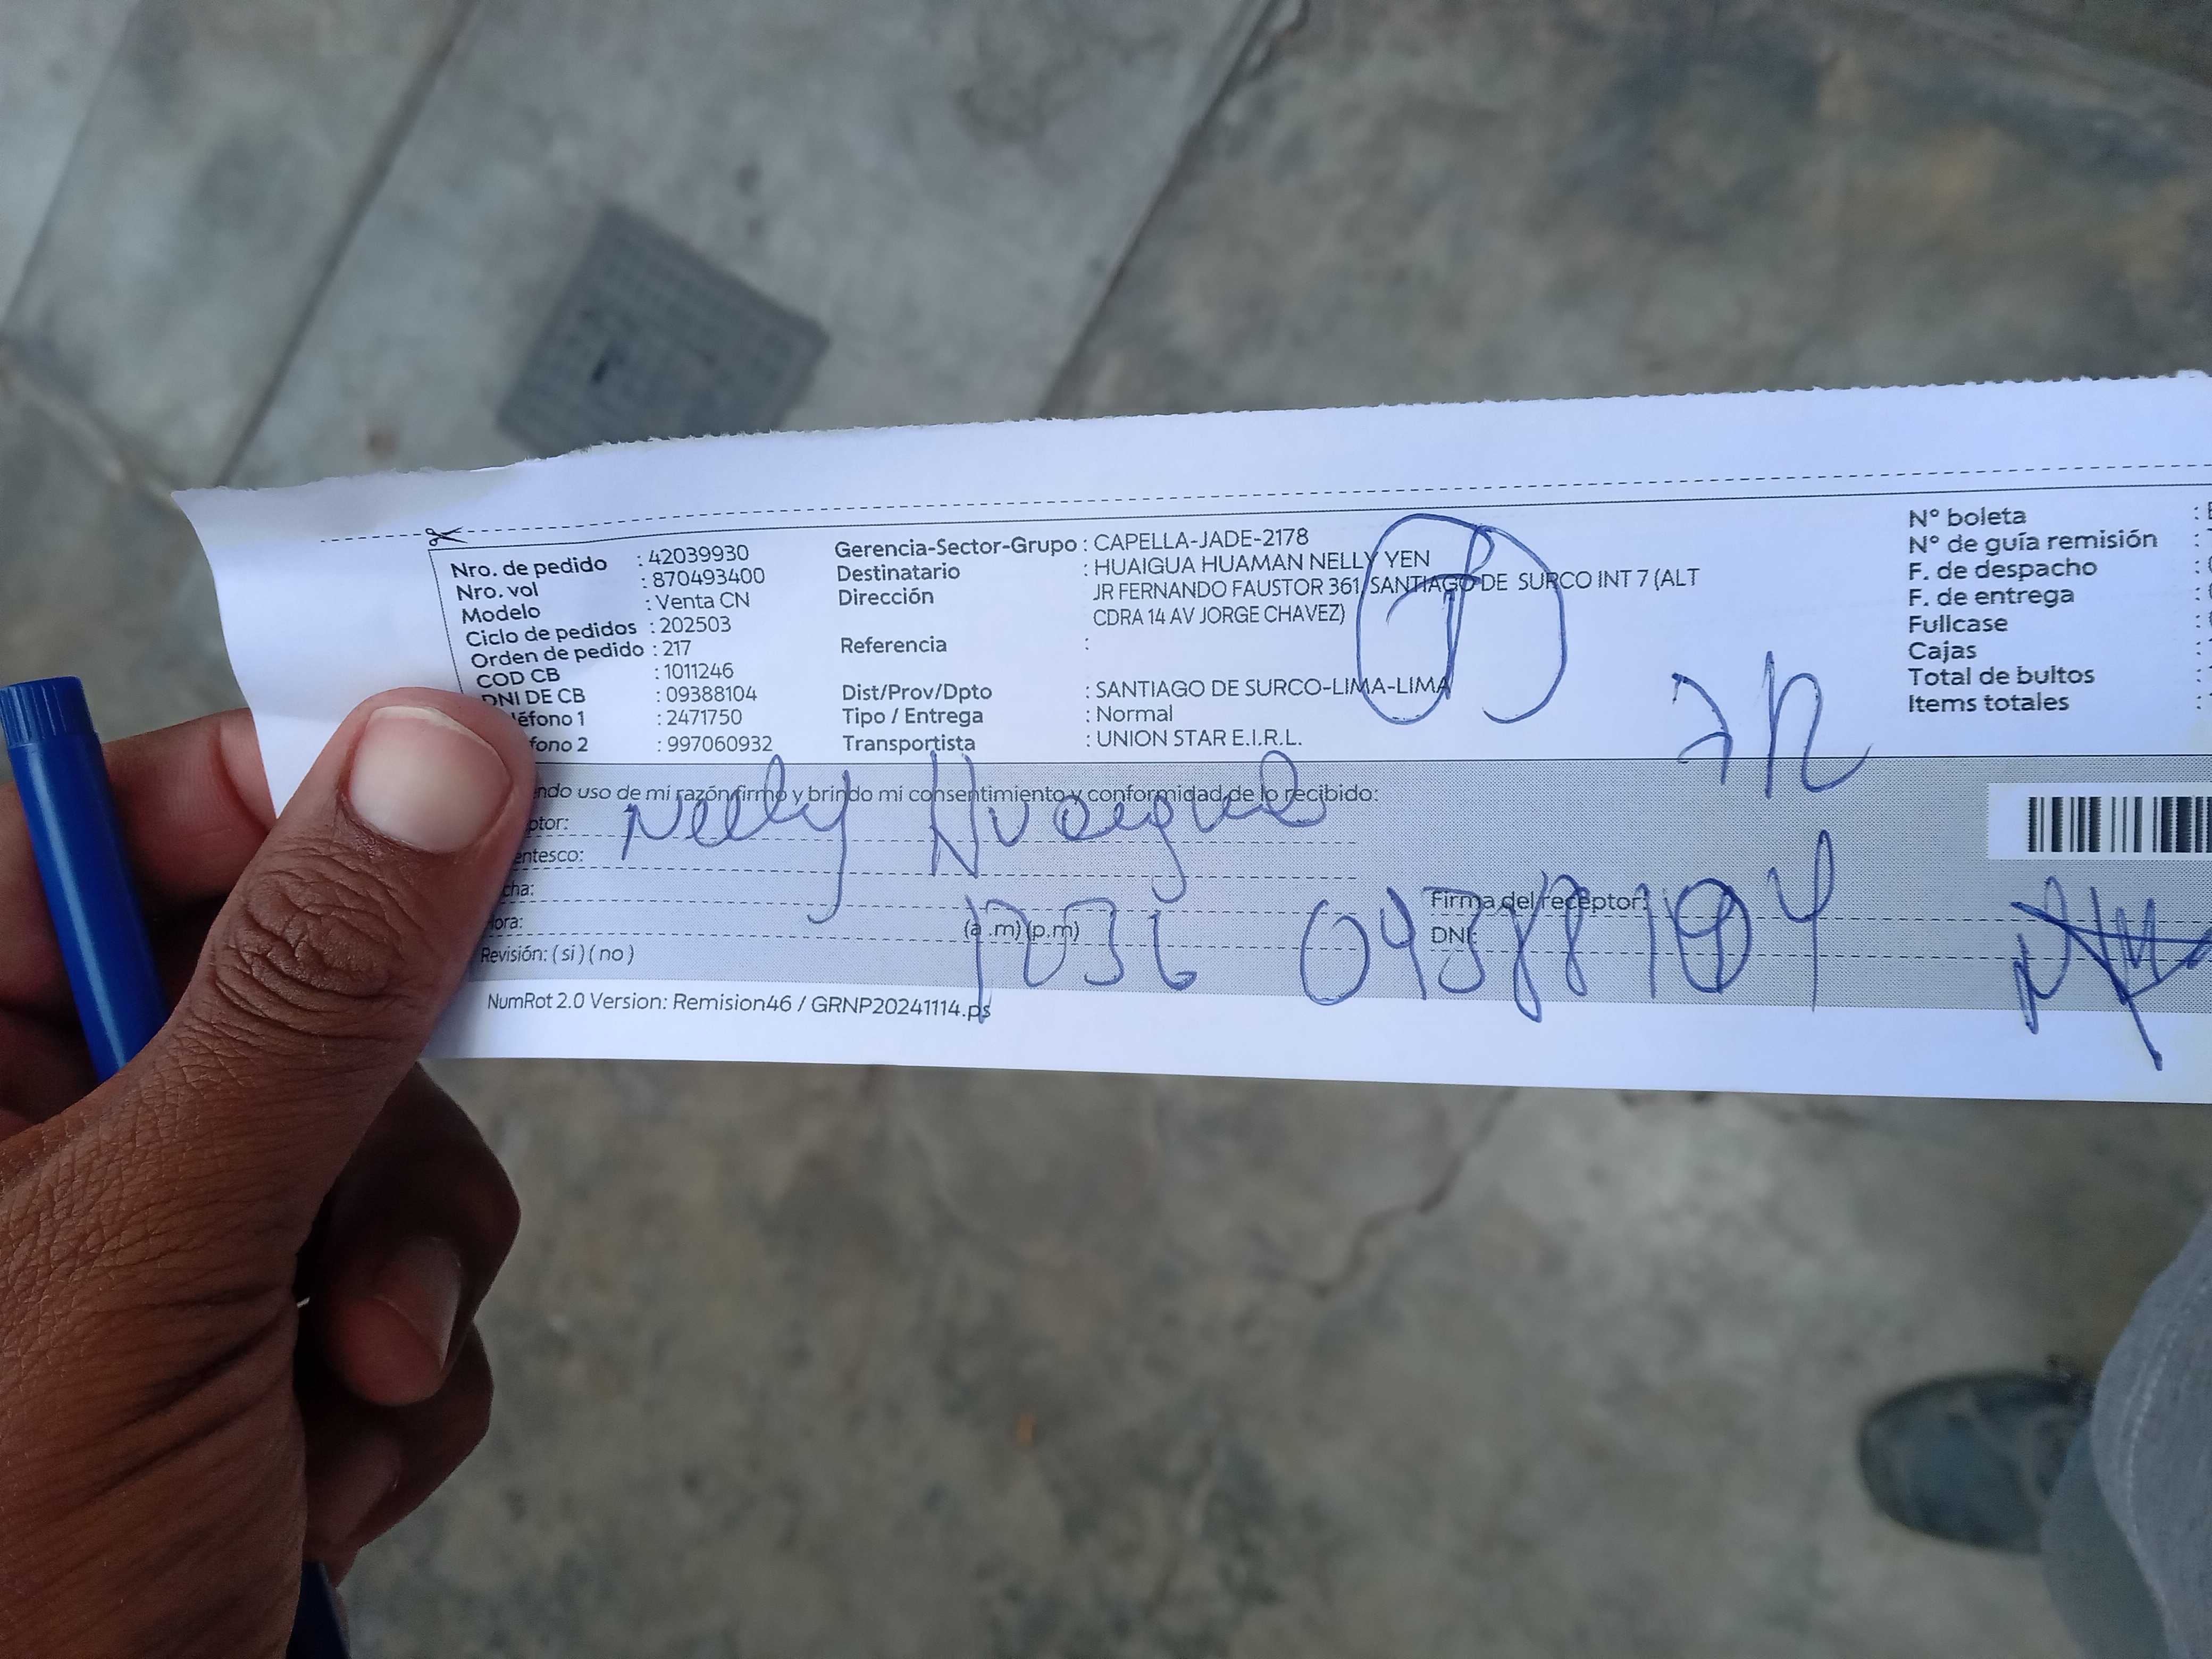 Nro. de pedido : 42039930
Nro. vol : 870493400
Modelo : Venta CN
Ciclo de pedidos : 202503
Orden de pedido : 217
COD CB : 1011246
DNI DE CB : 09388104
éfono 1 : 2471750
fono 2 : 997060932
Gerencia-Sector-Grupo : CAPELLA-JADE-2178
Destinatario : HUAIGUA HUAMAN NELLY YEN
Dirección : JR FERNANDO FAUSTOR 361 SANTIAGO DE SURCO INT 7 (ALT
CDRA 14 AV JORGE CHAVEZ)
Referencia :
Dist/Prov/Dpto : SANTIAGO DE SURCO-LIMA-LIMA
Tipo / Entrega : Normal
Transportista : UNION STAR E.I.R.L.
N° boleta :
N° de guía remisión :
F. de despacho :
F. de entrega :
Fullcase :
Cajas :
Total de bultos :
Items totales :
ndo uso de mi razón firmo y brindo mi consentimiento y conformidad de lo recibido:
ptor: Nelly Huaigua
entesco:
cha:
Hora: (a .m) (p.m) 1036
Firma del receptor:
DNI: 09388104
Revisión: ( si ) ( no )
NumRot 2.0 Version: Remision46 / GRNP20241114.ps